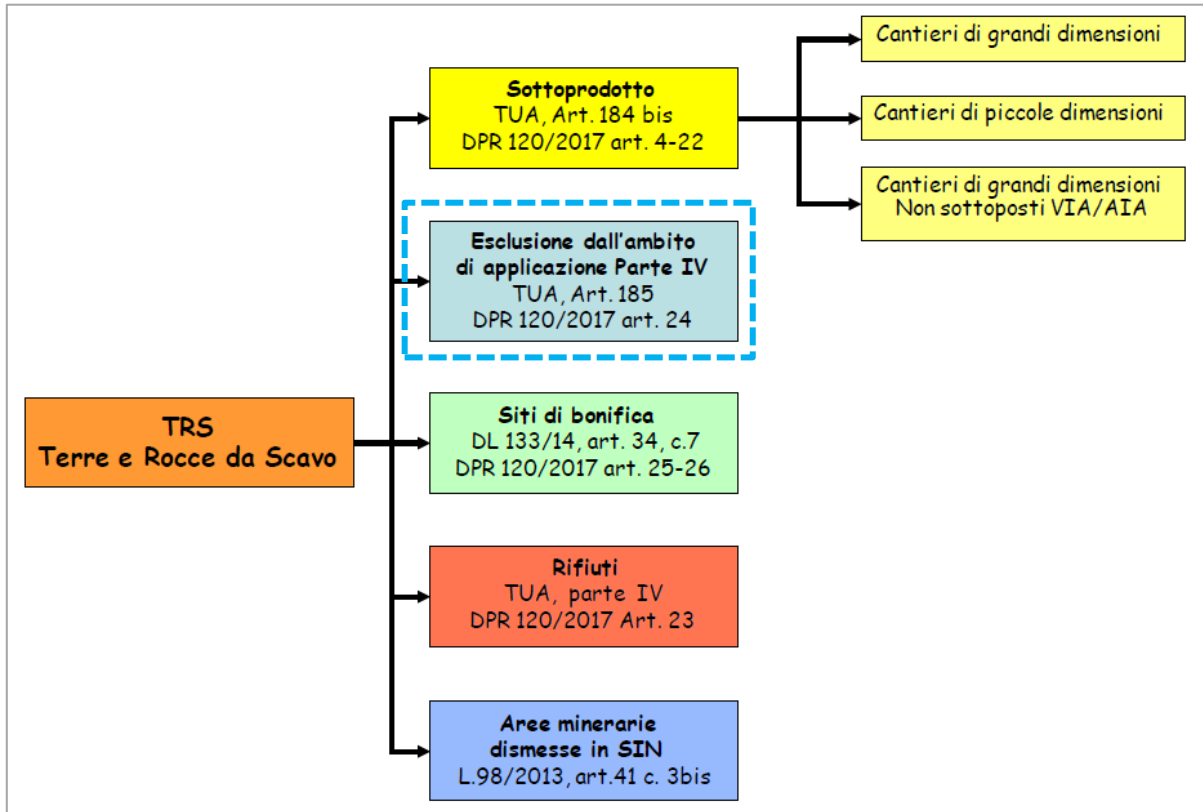 TRS
Terre e Rocce da Scavo
Sottoprodotto
TUA, Art. 184 bis
DPR 120/2017 art. 4-22
Cantieri di grandi dimensioni
Cantieri di piccole dimensioni
Cantieri di grandi dimensioni
Non sottoposti VIA/AIA
Esclusione dall'ambito
di applicazione Parte IV
TUA, Art. 185
DPR 120/2017 art. 24
Siti di bonifica
DL 133/14, art. 34, c.7
DPR 120/2017 art. 25-26
Rifiuti
TUA, parte IV
DPR 120/2017 Art. 23
Aree minerarie
dismesse in SIN
L.98/2013, art.41 c. 3bis